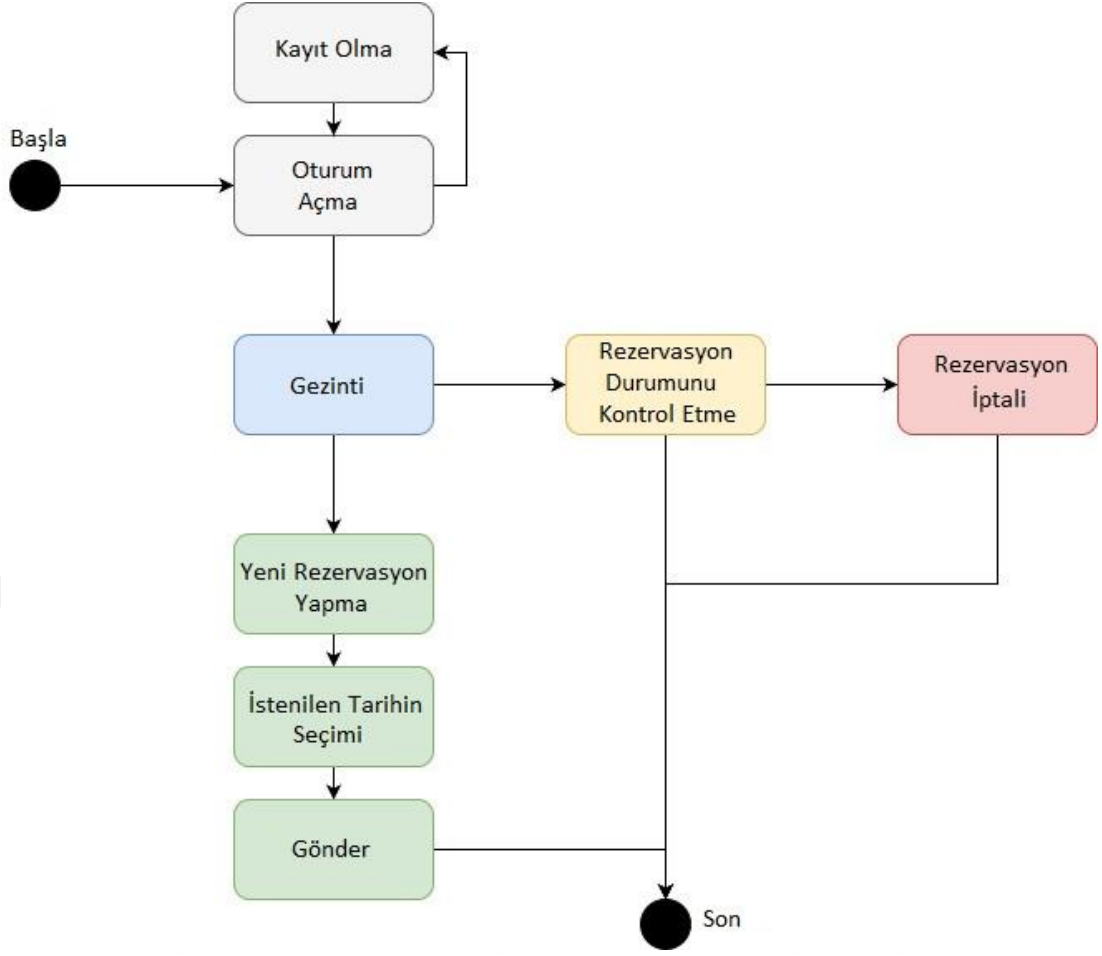 Kayıt Olma
Başla
Oturum
Açma
Gezinti
Rezervasyon
Durumunu
Kontrol Etme
Rezervasyon
İptali
Yeni Rezervasyon
Yapma
İstenilen Tarihin
Seçimi
Gönder
Son